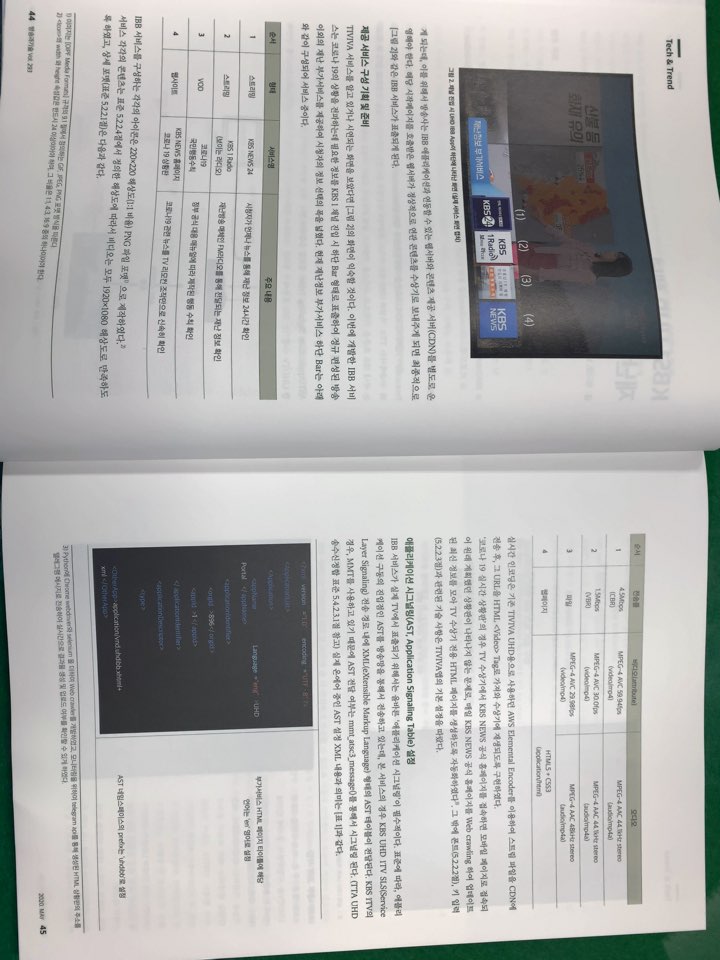 Tech & Trend
산불 등
화재 유의
(1)
(2)
(3)
(4)
재난정보 부가서비스
KBS
24
KBS
1Radio
KBS
NEWS
그림 2. 채널 진입 시 UHD IBB App이 하단에 나타난 화면 (실제 서비스 화면 캡처)
게 되는데, 이를 위해서 방송사는 IBB 애플리케이션과 연동할 수 있는 웹서버와 콘텐츠 제공 서버(CDN)를 별도로 운
영해야 한다. 해당 시작페이지를 호출받은 웹서버가 정상적으로 연관 콘텐츠를 수상기로 보내주게 되면 최종적으로
[그림 2]와 같은 IBB 서비스가 표출되게 된다.
제공 서비스 구성 기획 및 준비
TIVIVA 서비스를 알고 있거나 시연되는 화면을 보았다면 [그림 2]의 화면이 익숙할 것이다. 이번에 개발한 IBB 서비
스는 코로나 19의 상황을 전파하는데 필요한 정보를 KBS 1 채널 진입 시 하단 Bar 형태로 표출하여 정규 편성된 방송
이외의 재난 부가서비스를 제공하여 시청자의 정보 선택의 폭을 넓혔다. 현재 재난정보 부가서비스 하단 Bar는 아래
와 같이 구성되어 서비스 중이다.
순서 형태 서비스명 주요 내용
1 스트리밍 KBS NEWS 24 시청자가 언제나 뉴스를 통해 재난 정보 24시간 확인
2 스트리밍 KBS 1 Radio
(보이는 라디오) 재난방송 매체인 FM라디오를 통해 전달되는 재난 정보 확인
3 VOD 코로나19
국민행동수칙 정부 공식 대응 매뉴얼에 따라 제작된 행동 수칙 확인
4 웹사이트 KBS NEWS 홈페이지
코로나 19 상황판 코로나19 관련 뉴스를 TV 리모컨 조작만으로 신속히 확인
IBB 서비스를 구성하는 각각의 아이콘은 220×220 해상도(1:1 비율) PNG 파일 포맷1) 으로 제작하였다.2)
서비스 각각의 콘텐츠는 표준 5.2.2.4절에서 정의한 해상도에 따라서 비디오는 모두 1920×1080 해상도로 만족하도
록 하였고, 상세 포맷(표준 5.2.2.1절)은 다음과 같다.
1) 이미지는 [OIPF Media Formats] 규격의 9.1 절에서 정의하는 GIF, JPEG, PNG 포맷 방식을 따른다.
2) <Icon>의 width 와 height 속성값은 반드시 24 이상이어야 하며, 그 비율은 1:1, 4:3, 16:9 중의 하나이어야 한다.
44 방송과기술 Vol. 293
순서 전송률 비디오(attribute) 오디오
1 4.5Mbps
(CBR) MPEG-4 AVC 59.94fps
(video/mp4) MPEG-4 AAC 44.1kHz stereo
(audio/mp4a)
2 1.5Mbps
(VBR) MPEG-4 AVC 30.0fps
(video/mp4) MPEG-4 AAC 44.1kHz stereo
(audio/mp4a)
3 파일 MPEG-4 AVC 29.98fps
(video/mp4) MPEG-4 AAC 48kHz stereo
(audio/mp4a)
4 웹페이지 HTML5 + CSS3
(application/html)
실시간 인코딩은 기존 TIVIVA UHD용으로 사용하던 AWS Elemental Encoder를 이용하여 스트림 파일을 CDN에
전송 후, 그 URL을 HTML <Video> Tag로 가져와 수상기에 재생되도록 구현하였다.
'코로나 19 실시간 상황판'의 경우 TV 수상기에서 KBS NEWS 공식 홈페이지를 접속하면 모바일 페이지로 접속되
어 원래 계획했던 상황판이 나타나지 않는 문제로, 매일 KBS NEWS 공식 홈페이지를 Web crawling 하여 업데이트
된 최신 정보를 모아 TV 수상기 전용 HTML 페이지를 생성하도록 자동화하였다3). 그 밖에 폰트(5.2.2.2절), 키 입력
(5.2.2.3절)과 관련된 기술 사항은 TIVIVA앱의 기본 설정을 따랐다.
애플리케이션 시그널링(AST, Application Signaling Table) 설정
IBB 서비스가 실제 TV에서 표출되기 위해서는 올바른 '애플리케이션 시그널링'이 필수적이다. 표준에 따라, 애플리
케이션 구동의 진입점인 AST를 방송망을 통해서 전송하고 있는데, 본 서비스의 경우 KBS UHD 1TV SLS(Service
Layer Signaling) 전송 경로 내에 XML(eXtensible Markup Language) 형태의 AST 테이블이 전달된다. KBS 1TV의
경우, MMT를 사용하고 있기 때문에 AST 전달 여부는 mmt_atsc3_message()를 통해서 시그널링 된다. (TTA UHD
송수신정합 표준 5.4.2.3.1절 참고) 실제 온에어 중인 AST 설정 XML 내용과 의미는 [표 1]과 같다.
<?xml version ="1.0" encoding ="UTF-8"?>
<ApplicationList>
<Application>
<appName Language ="eng" >UHD
Portal </appName>
<applicationIdentifier>
<orgId >896</orgId>
<appId >1</appId>
</applicationIdentifier>
<applicationDescriptor>
<type>
<OtherApp>application/vnd.uhdibb.xhtml+
xml </OtherApp>
부가서비스 HTML 페이지 타이틀에 해당
언어는 'en' 영어로 설정
AST 네임스페이스의 prefix는 'uhdibb'로 설정
3) Python에 Chrome webdriver와 selenium 을 더하여 Web crawler를 개발하였고, 모니터링을 위하여 telegram api를 통해 생성된 HTML 상황판의 주소를
텔레그램 메시지로 전송하여 실시간으로 결과물 생성 및 업로드 여부를 확인할 수 있게 하였다.
2020. MAY 45